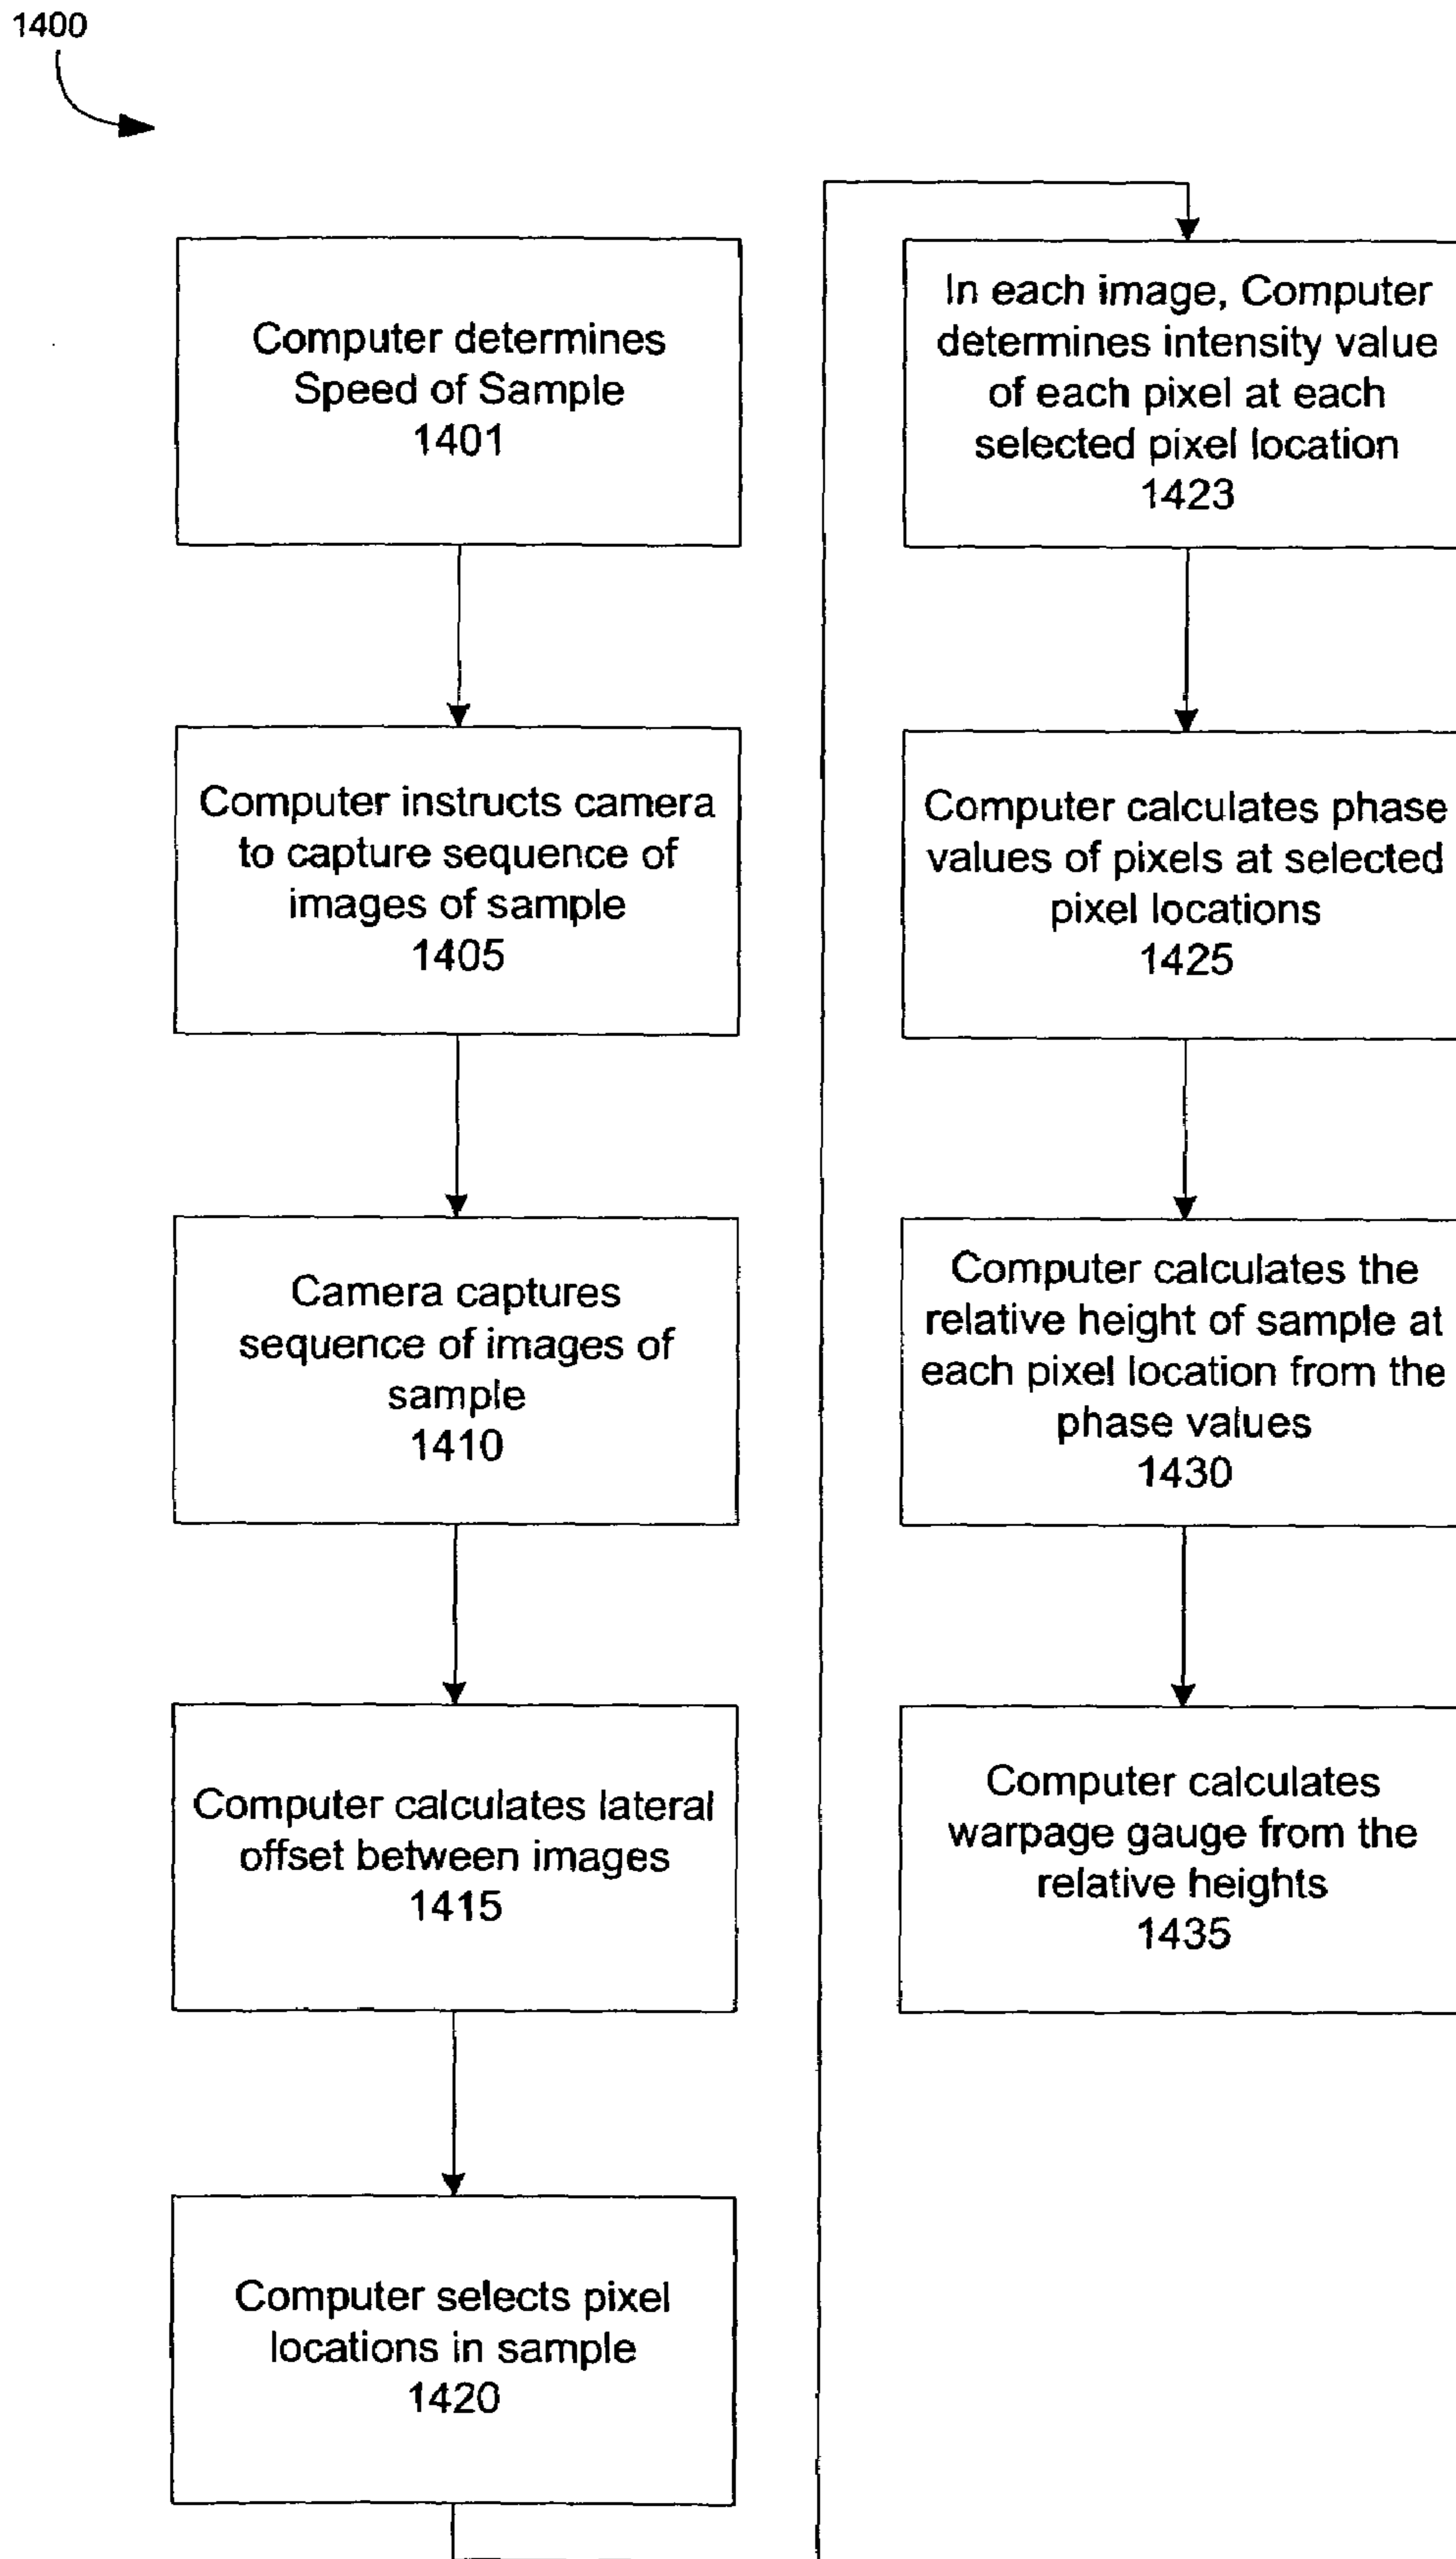 1400
Computer determines
Speed of Sample
1401
Computer instructs camera
to capture sequence of
images of sample
1405
Camera captures
sequence of images of
sample
1410
Computer calculates lateral
offset between images
1415
Computer selects pixel
locations in sample
1420
In each image, Computer
determines intensity value
of each pixel at each
selected pixel location
1423
Computer calculates phase
values of pixels at selected
pixel locations
1425
Computer calculates the
relative height of sample at
each pixel location from the
phase values
1430
Computer calculates
warpage gauge from the
relative heights
1435